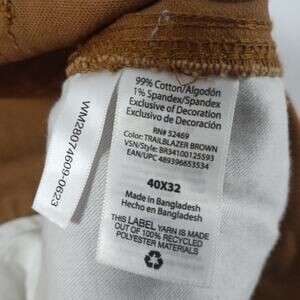 WM28074609-0623
99% Cotton/Algodón
1% Spandex/Spandex
Exclusive of Decoration
Exclusivo de Decoración
RN# 52469
Color: TRAILBLAZER BROWN
VSN/Style: BR34100125593
EAN/UPC 489396653534
40X32
Made in Bangladesh
Hecho en Bangladesh
THIS LABEL YARN IS MADE
OUT OF 100% RECYCLED
POLYESTER MATERIALS